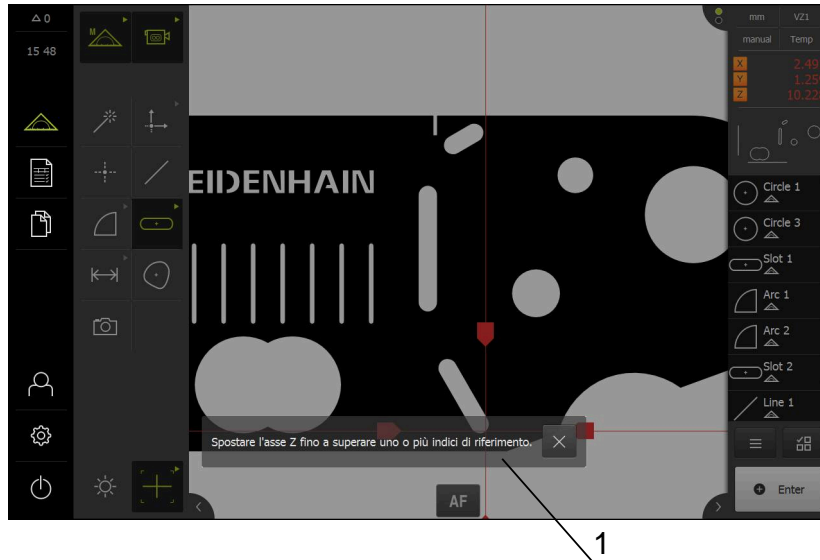 0
15 48
M
EIDENHAIN
Spostare l'asse Z fino a superare uno o più indici di riferimento.
AF
mm VZ1
manual Temp
X 2.49
Y 1.25
Z 10.22
Circle 1
Circle 3
Slot 1
Arc 1
Arc 2
Slot 2
Line 1
Enter
1